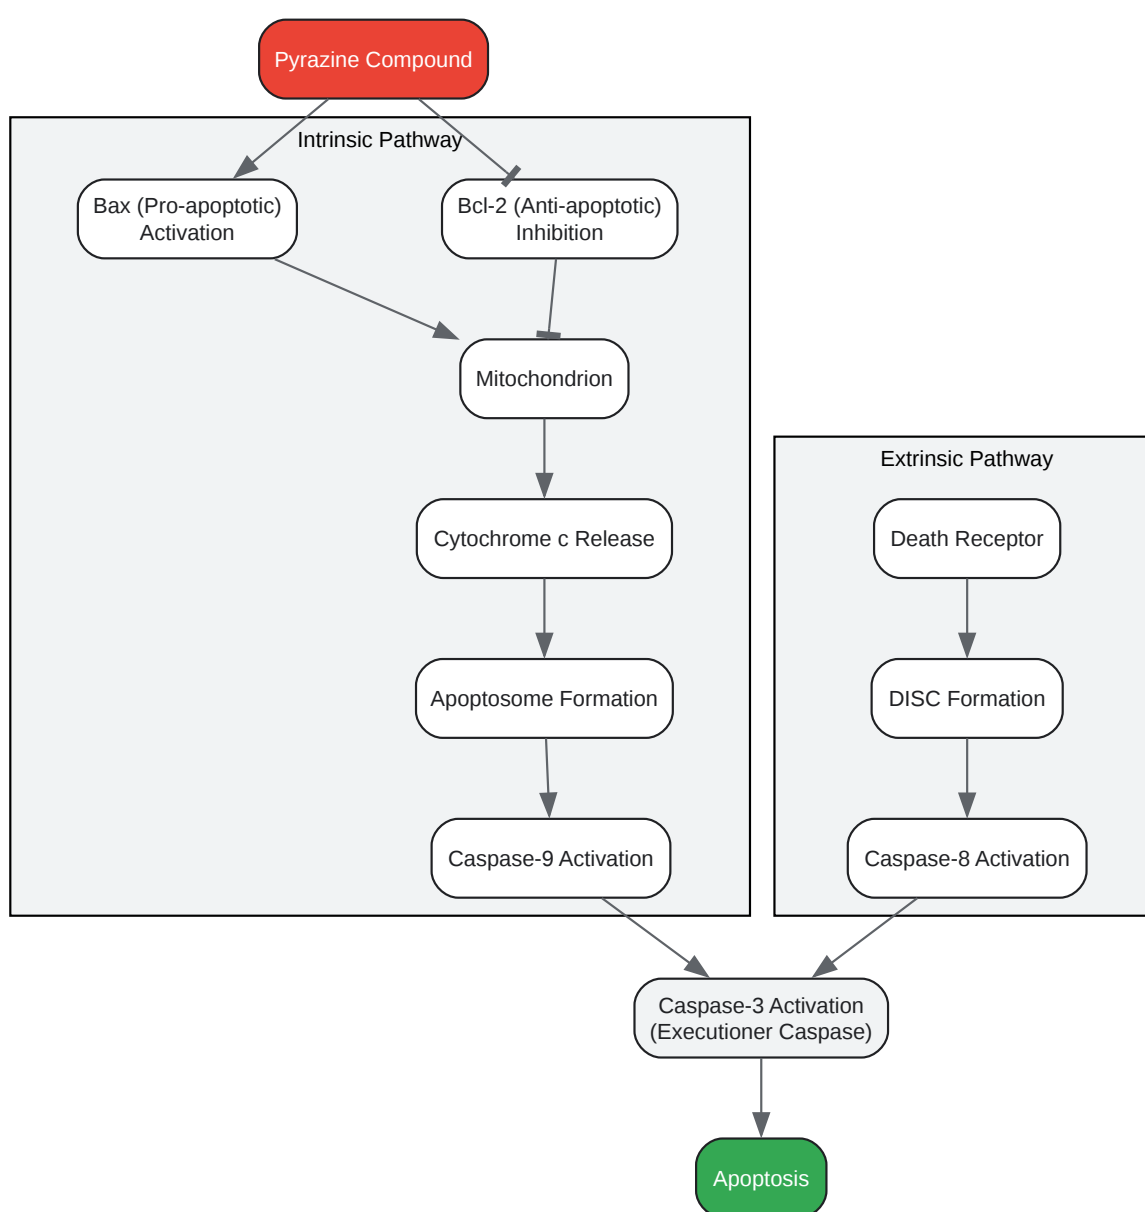 Pyrazine Compound
Intrinsic Pathway
Bax (Pro-apoptotic)
Activation
Bcl-2 (Anti-apoptotic)
Inhibition
Mitochondrion
Cytochrome c Release
Apoptosome Formation
Caspase-9 Activation
Extrinsic Pathway
Death Receptor
DISC Formation
Caspase-8 Activation
Caspase-3 Activation
(Executioner Caspase)
Apoptosis